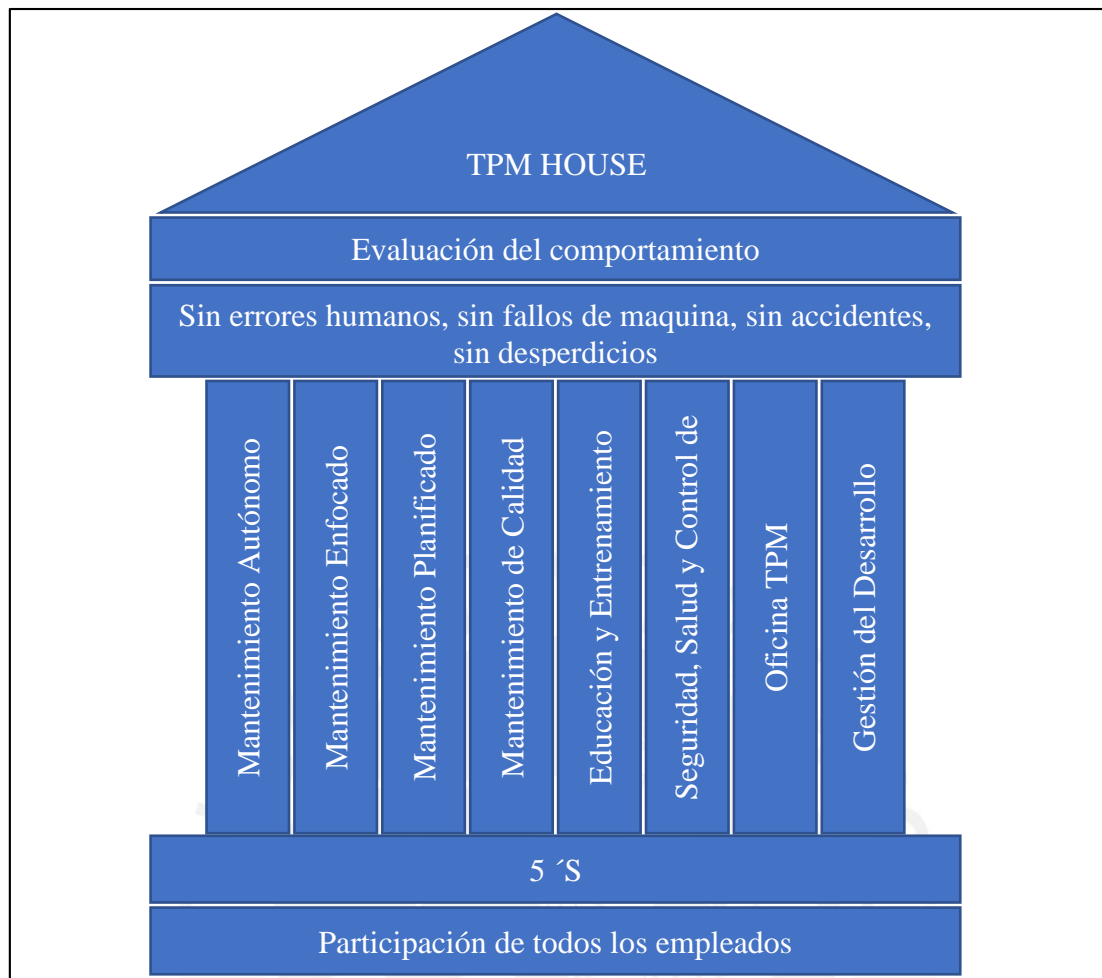 TPM HOUSE
Evaluación del comportamiento
Sin errores humanos, sin fallos de maquina, sin accidentes,
sin desperdicios
Mantenimiento Autónomo
Mantenimiento Enfocado
Mantenimiento Planificado
Mantenimiento de Calidad
Educación y Entrenamiento
Seguridad, Salud y Control de
Oficina TPM
Gestión del Desarrollo
5 ´S
Participación de todos los empleados